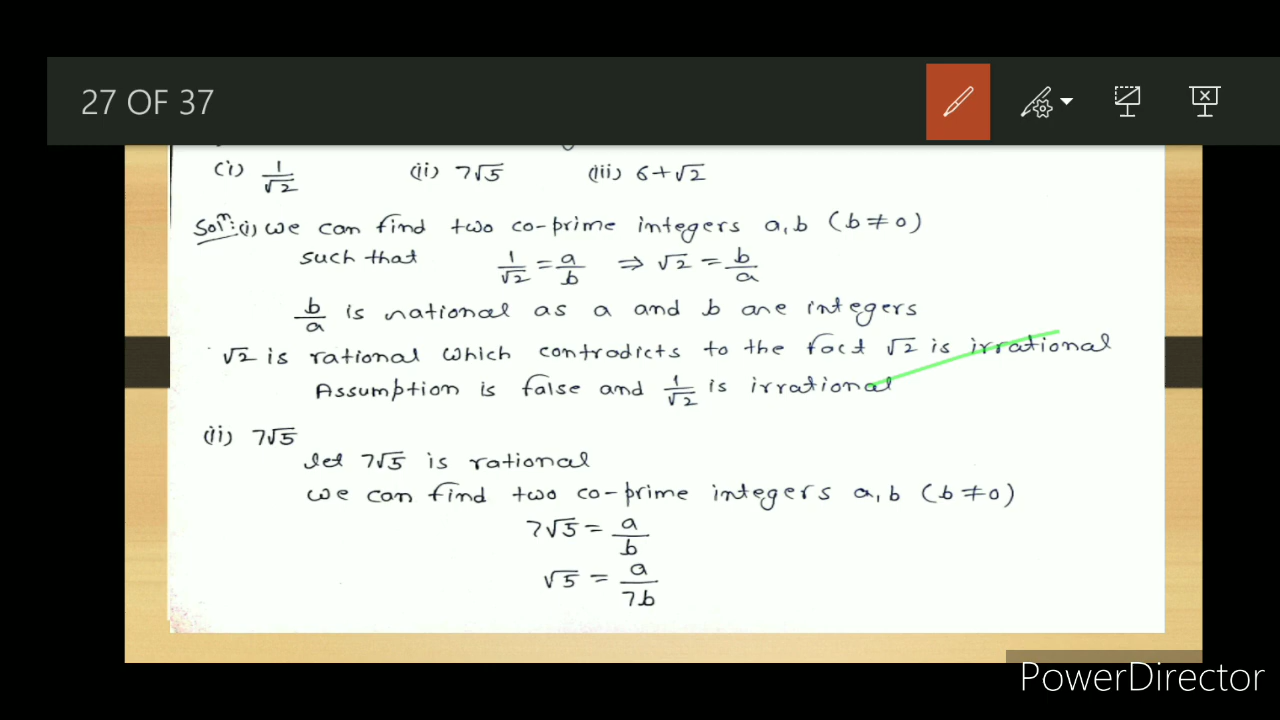 27 OF 37
(i) 1/√2 (ii) 7√5 (iii) 6+√2
Solⁿ:(i) we can find two co-prime integers a, b (b ≠ 0)
such that 1/√2 = a/b ⇒ √2 = b/a
b/a is rational as a and b are integers
√2 is rational which contradicts to the fact √2 is irrational
Assumption is false and 1/√2 is irrational
(ii) 7√5
let 7√5 is rational
we can find two co-prime integers a, b (b ≠ 0)
7√5 = a/b
√5 = a/7b
PowerDirector